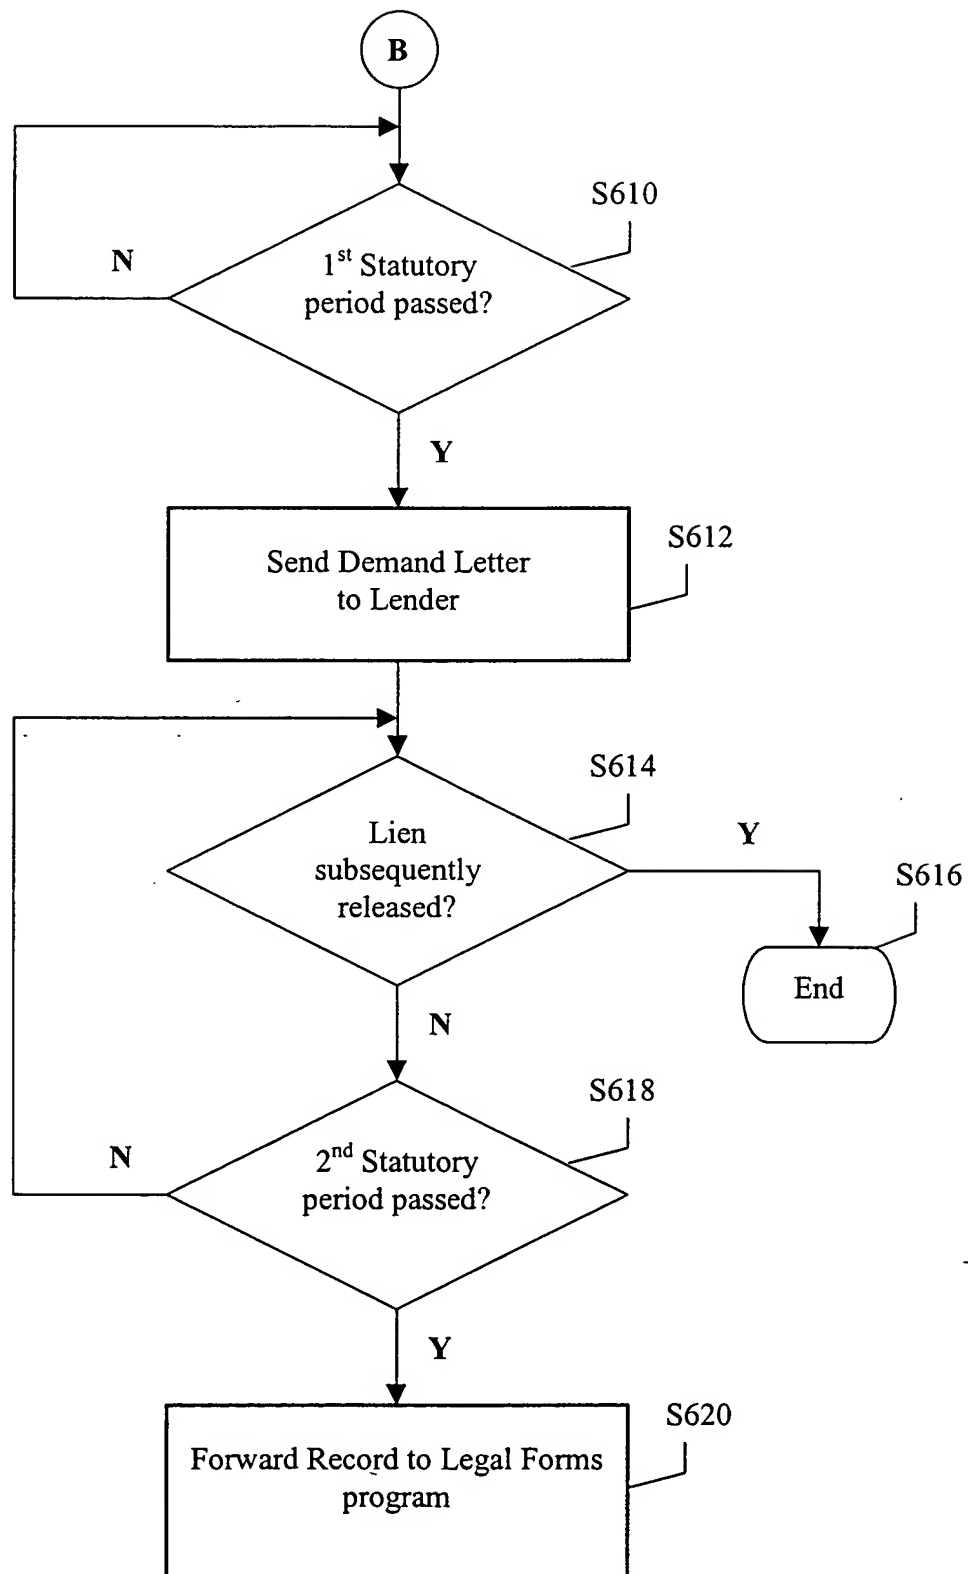 B
S610
N
1st Statutory
period passed?
Y
S612
Send Demand Letter
to Lender
S614
Lien
subsequently
released?
Y
S616
End
N
S618
N
2nd Statutory
period passed?
Y
S620
Forward Record to Legal Forms
program